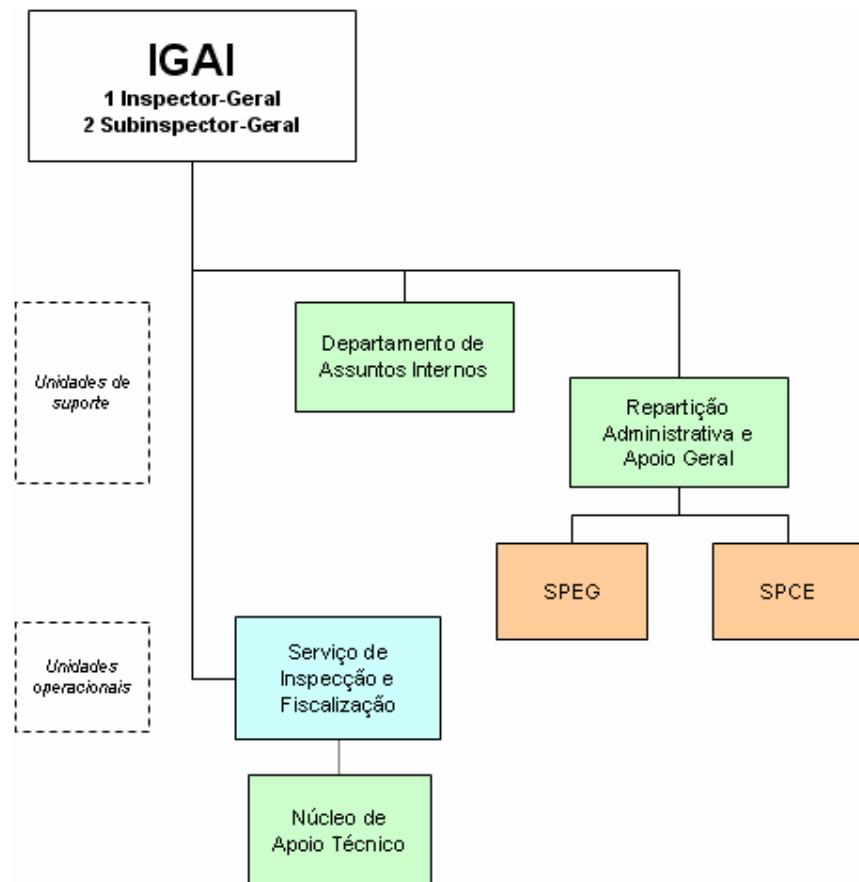 IGAI
1 Inspector-Geral
2 Subinspector-Geral
Unidades de
suporte
Departamento de
Assuntos Internos
Repartição
Administrativa e
Apoio Geral
SPEG
SPCE
Unidades
operacionais
Serviço de
Inspecção e
Fiscalização
Núcleo de
Apoio Técnico